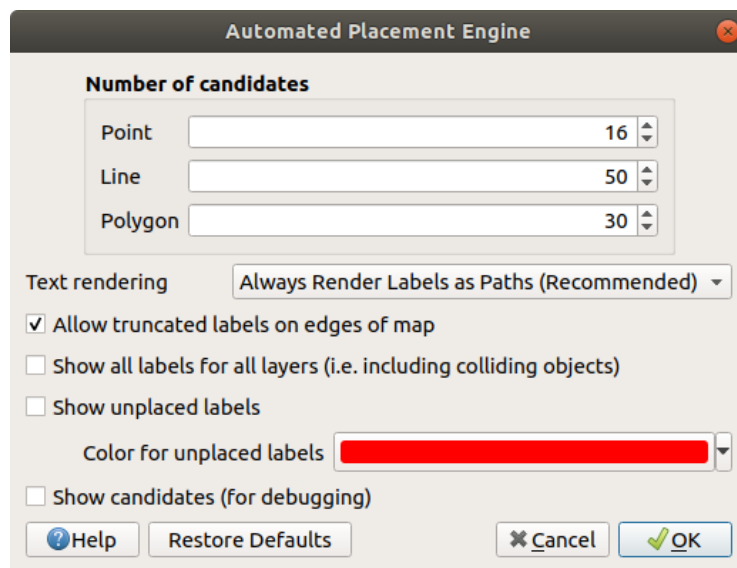 Automated Placement Engine
Number of candidates
Point 16
Line 50
Polygon 30
Text rendering Always Render Labels as Paths (Recommended)
Allow truncated labels on edges of map
Show all labels for all layers (i.e. including colliding objects)
Show unplaced labels
Color for unplaced labels
Show candidates (for debugging)
Help Restore Defaults Cancel OK